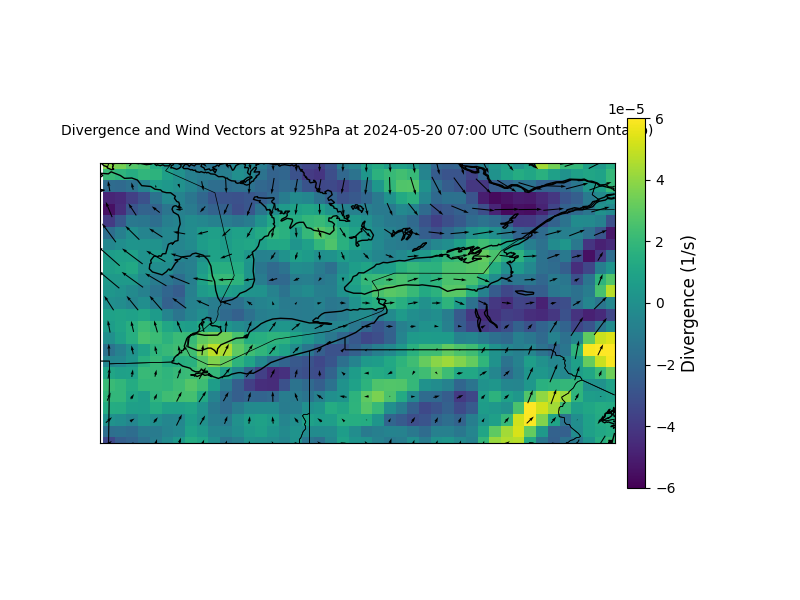 1e−5
Divergence and Wind Vectors at 925hPa at 2024-05-20 07:00 UTC (Southern Ontario)
6
4
2
0
−2
−4
−6
Divergence (1/s)